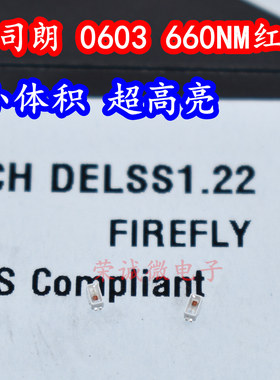 司朗 0603 660NM红
小体积 超高亮
CH DELSS1.22
FIREFLY
荣诚微电子
S Compliant